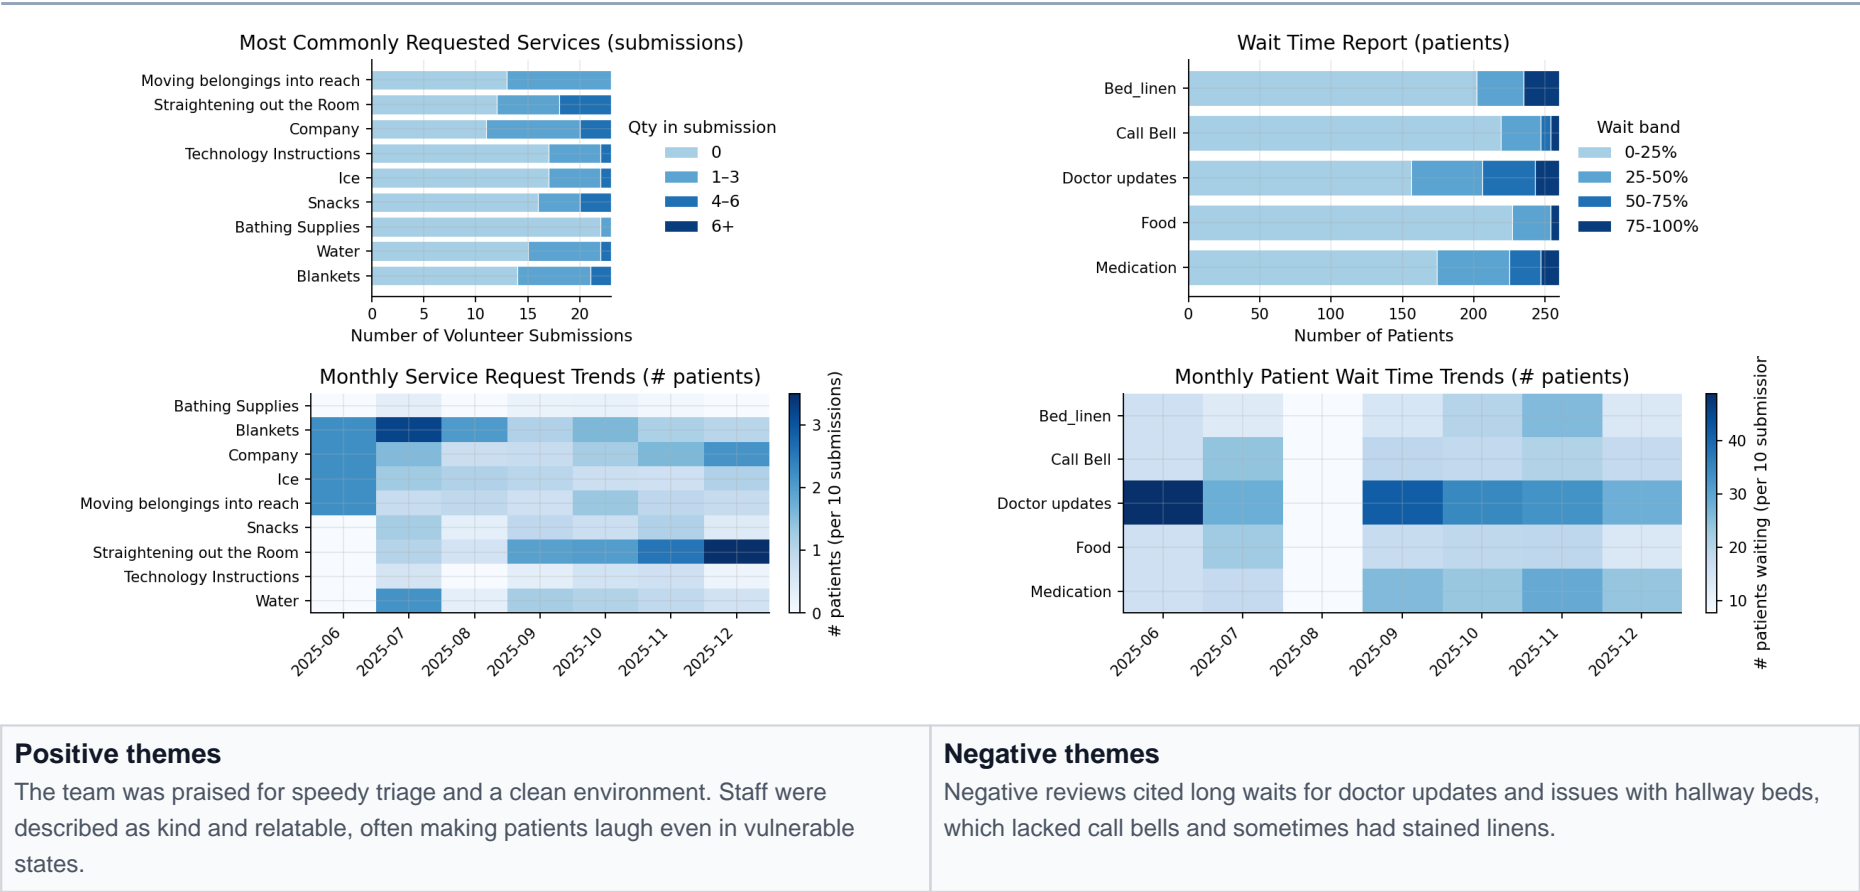 Most Commonly Requested Services (submissions)
Moving belongings into reach
Straightening out the Room
Company
Technology Instructions
Ice
Snacks
Bathing Supplies
Water
Blankets
0 5 10 15 20
Number of Volunteer Submissions
Qty in submission
0
1–3
4–6
6+
Wait Time Report (patients)
Bed_linen
Call Bell
Doctor updates
Food
Medication
0 50 100 150 200 250
Number of Patients
Wait band
0-25%
25-50%
50-75%
75-100%
Monthly Service Request Trends (# patients)
Bathing Supplies
Blankets
Company
Ice
Moving belongings into reach
Snacks
Straightening out the Room
Technology Instructions
Water
2025-06 2025-07 2025-08 2025-09 2025-10 2025-11 2025-12
3
2
1
0
# patients (per 10 submissions)
Monthly Patient Wait Time Trends (# patients)
Bed_linen
Call Bell
Doctor updates
Food
Medication
2025-06 2025-07 2025-08 2025-09 2025-10 2025-11 2025-12
40
30
20
10
# patients waiting (per 10 submission
Positive themes
The team was praised for speedy triage and a clean environment. Staff were
described as kind and relatable, often making patients laugh even in vulnerable
states.
Negative themes
Negative reviews cited long waits for doctor updates and issues with hallway beds,
which lacked call bells and sometimes had stained linens.